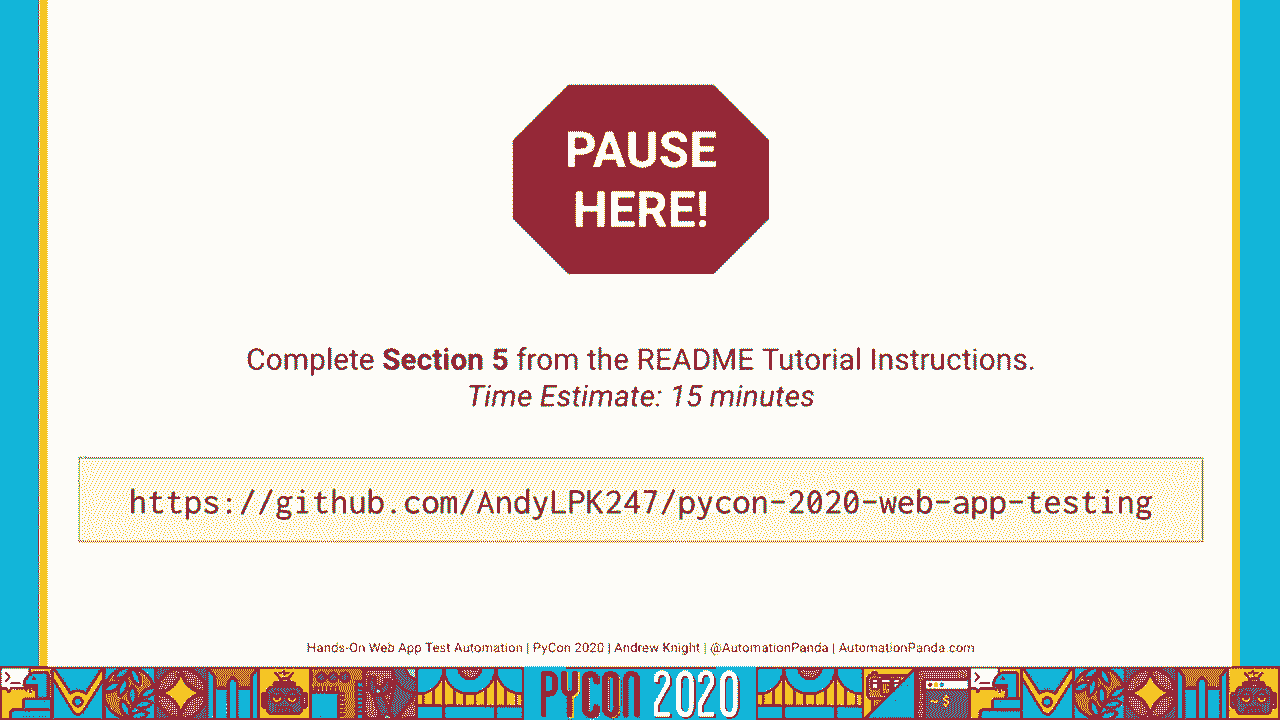 PAUSE
HERE!
Complete Section 5 from the README Tutorial Instructions.
Time Estimate: 15 minutes
https://github.com/AndyLPK247/pycon-2020-web-app-testing
Hands-On Web App Test Automation | PyCon 2020 | Andrew Knight | @AutomationPanda | AutomationPanda.com
PYCON 2020